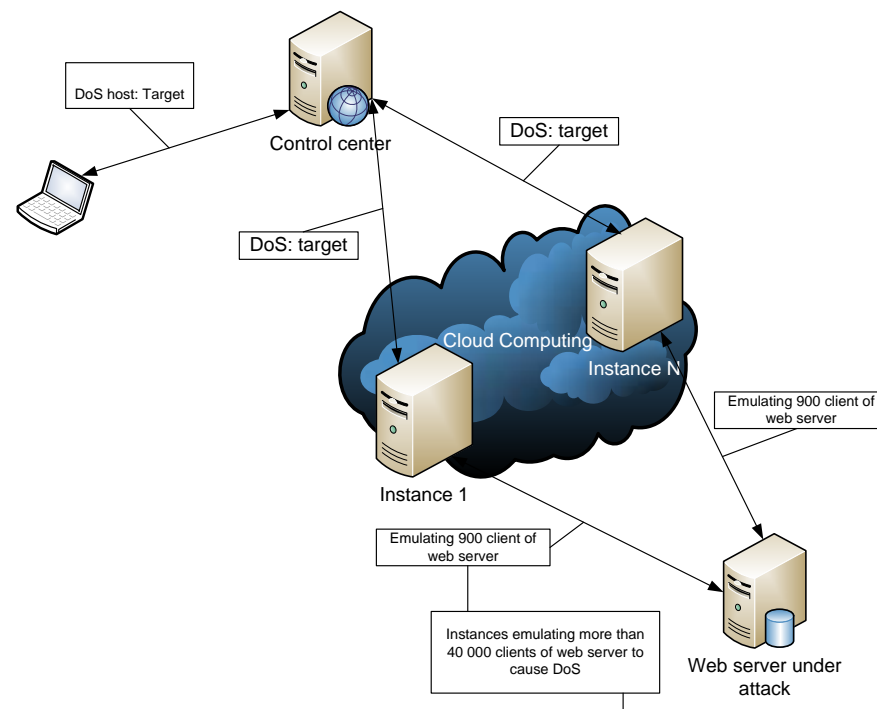 DoS host: Target
Control center
DoS: target
DoS: target
Cloud Computing
Instance N
Emulating 900 client of
web server
Instance 1
Emulating 900 client of
web server
Instances emulating more than
40 000 clients of web server to
cause DoS
Web server under
attack